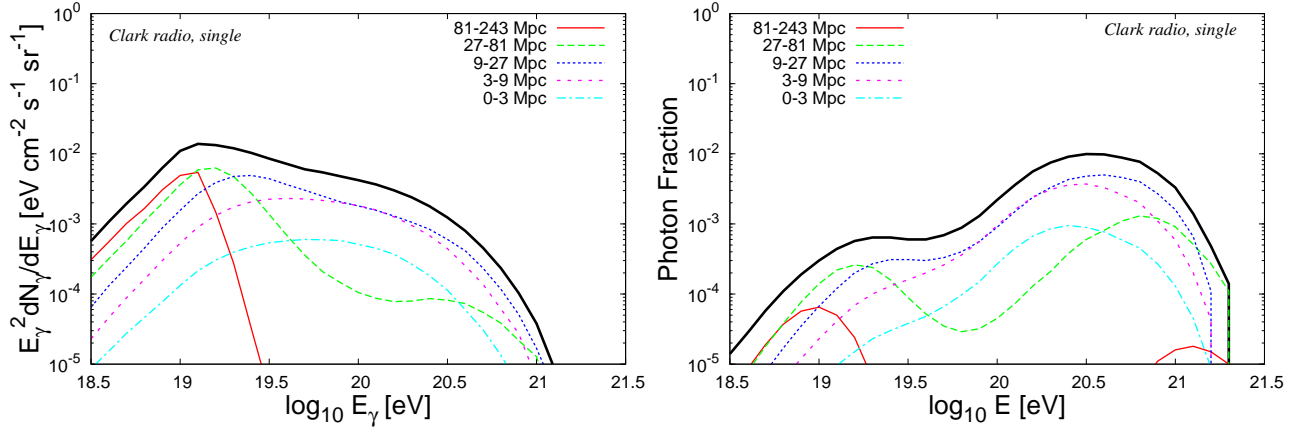 Clark radio, single
81-243 Mpc
27-81 Mpc
9-27 Mpc
3-9 Mpc
0-3 Mpc
E_γ^2 dN_γ/dE_γ [eV cm^-2 s^-1 sr^-1]
10^0
10^-1
10^-2
10^-3
10^-4
10^-5
18.5 19 19.5 20 20.5 21 21.5
log_10 E_γ [eV]
Clark radio, single
81-243 Mpc
27-81 Mpc
9-27 Mpc
3-9 Mpc
0-3 Mpc
Photon Fraction
10^0
10^-1
10^-2
10^-3
10^-4
10^-5
18.5 19 19.5 20 20.5 21 21.5
log_10 E [eV]